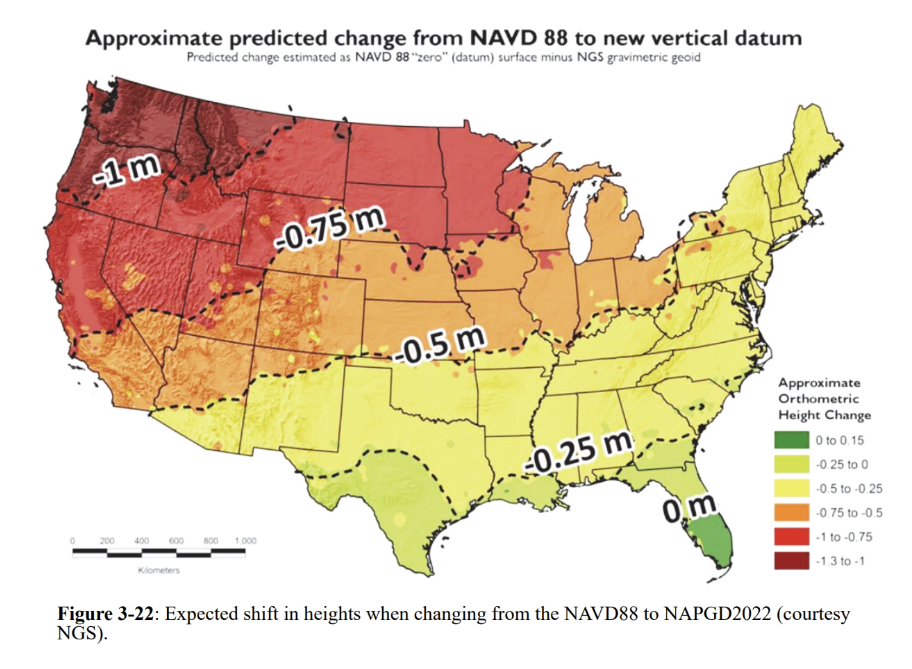 Approximate predicted change from NAVD 88 to new vertical datum
Predicted change estimated as NAVD 88 "zero" (datum) surface minus NGS gravimetric geoid
-1 m
-0.75 m
-0.5 m
-0.25 m
0 m
Approximate
Orthometric
Height Change
0 to 0.15
-0.25 to 0
-0.5 to -0.25
-0.75 to -0.5
-1 to -0.75
-1.3 to -1
0 200 400 600 800 1,000
Kilometers
Figure 3-22: Expected shift in heights when changing from the NAVD88 to NAPGD2022 (courtesy
NGS).